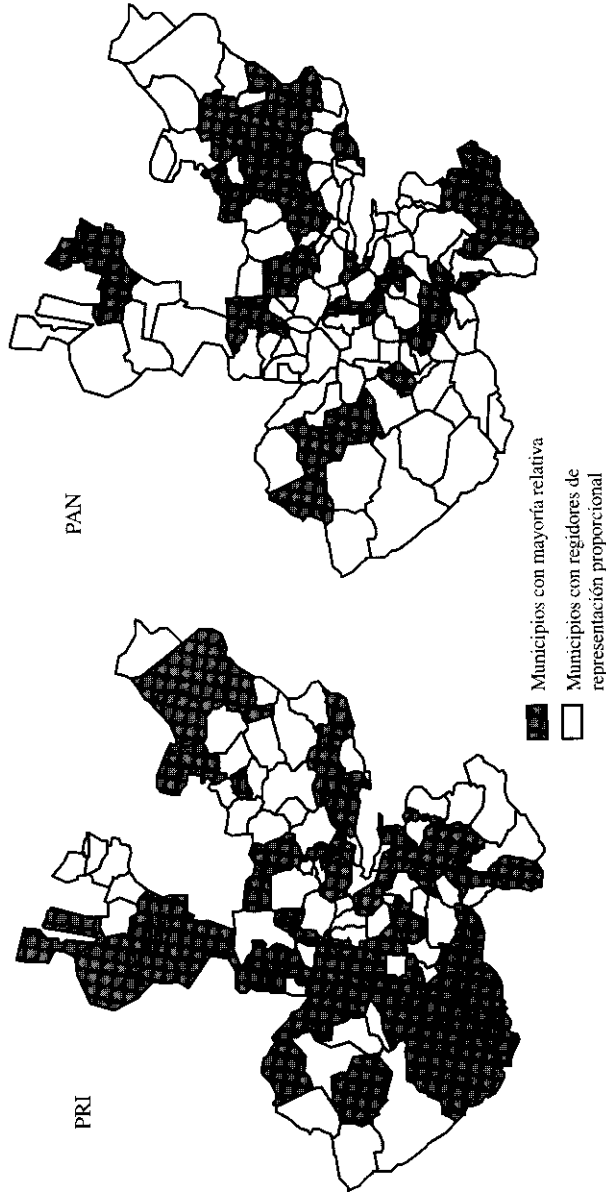 PRI
PAN
Municipios con mayoría relativa
Municipios con regidores de
representación proporcional